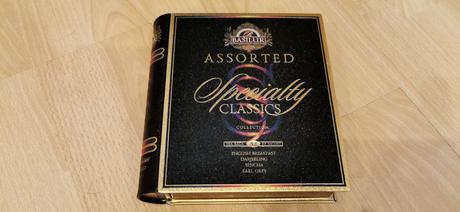 BASILUR
ASSORTED
Specialty
CLASSICS
COLLECTION
ENGLISH BREAKFAST
DARJEELING
SENCHA
EARL GREY